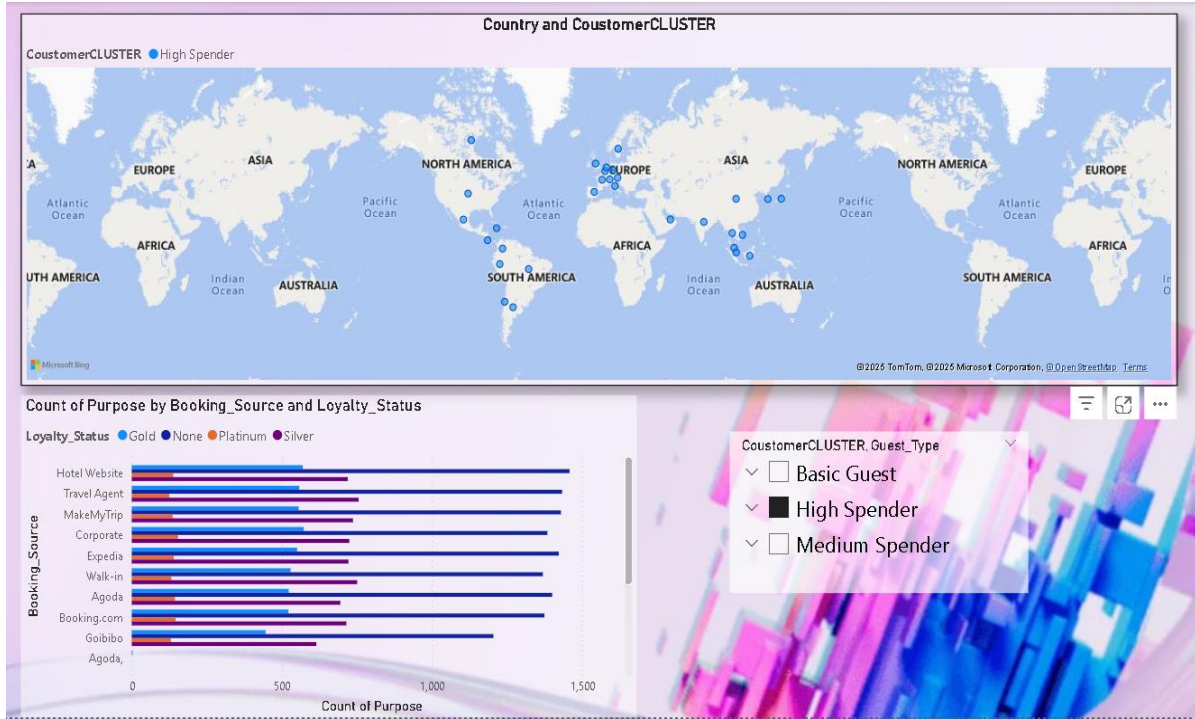 Country and CoustomerCLUSTER
CoustomerCLUSTER High Spender
A EUROPE ASIA NORTH AMERICA EUROPE ASIA NORTH AMERICA EUROPE
Atlantic Ocean Pacific Ocean Atlantic Ocean Pacific Ocean Atlantic Ocean
AFRICA AFRICA AFRICA
UTH AMERICA Indian Ocean AUSTRALIA SOUTH AMERICA Indian Ocean AUSTRALIA SOUTH AMERICA In O
Microsoft Bing ©2025 TomTom, ©2025 Microsoft Corporation, © OpenStreetMap Terms
Count of Purpose by Booking_Source and Loyalty_Status
Loyalty_Status Gold None Platinum Silver
Booking_Source
Hotel Website
Travel Agent
MakeMyTrip
Corporate
Expedia
Walk-in
Agoda
Booking.com
Goibibo
Agoda,
0 500 1,000 1,500
Count of Purpose
CoustomerCLUSTER, Guest_Type
Basic Guest
High Spender
Medium Spender